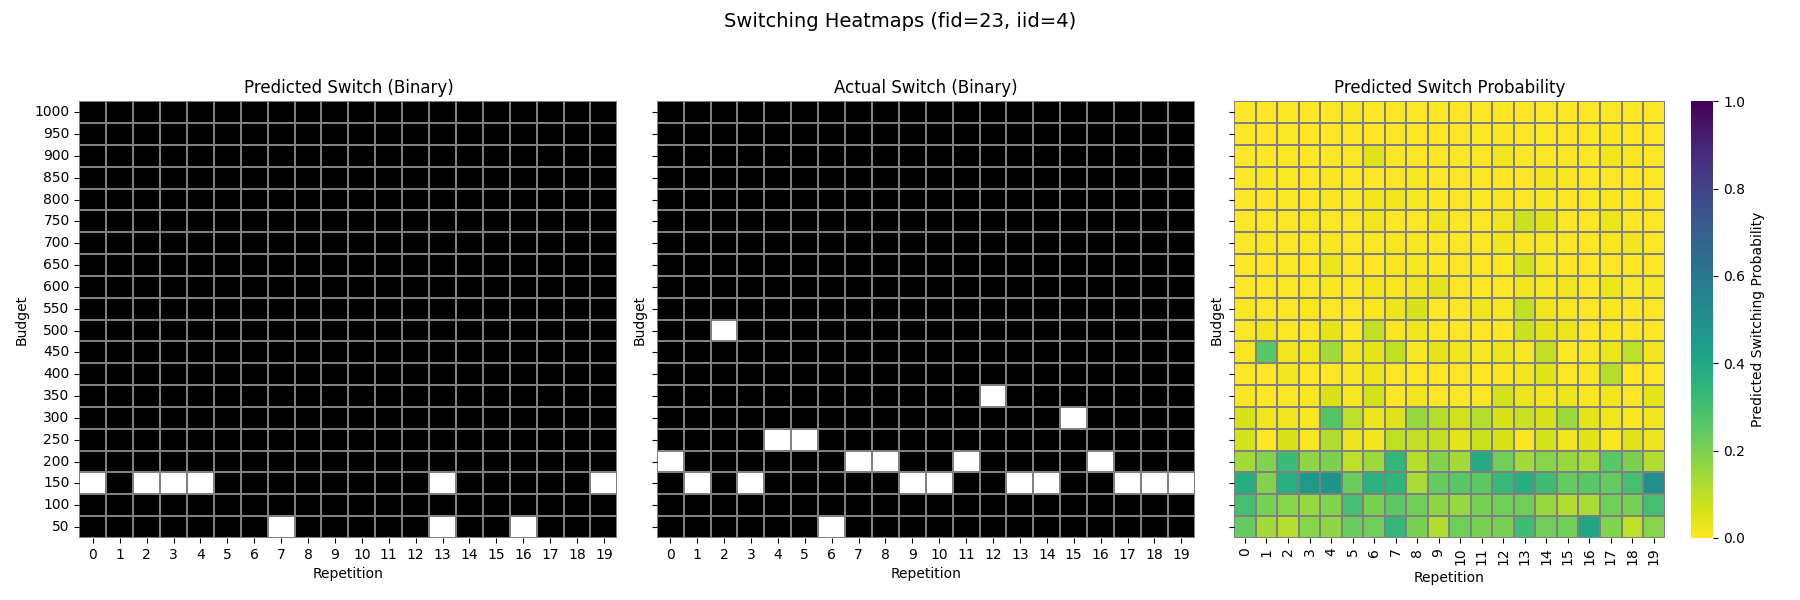 Switching Heatmaps (fid=23, iid=4)
Predicted Switch (Binary)
Budget
1000
950
900
850
800
750
700
650
600
550
500
450
400
350
300
250
200
150
100
50
0 1 2 3 4 5 6 7 8 9 10 11 12 13 14 15 16 17 18 19
Repetition
Actual Switch (Binary)
Budget
0 1 2 3 4 5 6 7 8 9 10 11 12 13 14 15 16 17 18 19
Repetition
Predicted Switch Probability
Budget
0 1 2 3 4 5 6 7 8 9 10 11 12 13 14 15 16 17 18 19
Repetition
1.0
0.8
0.6
0.4
0.2
0.0
Predicted Switching Probability